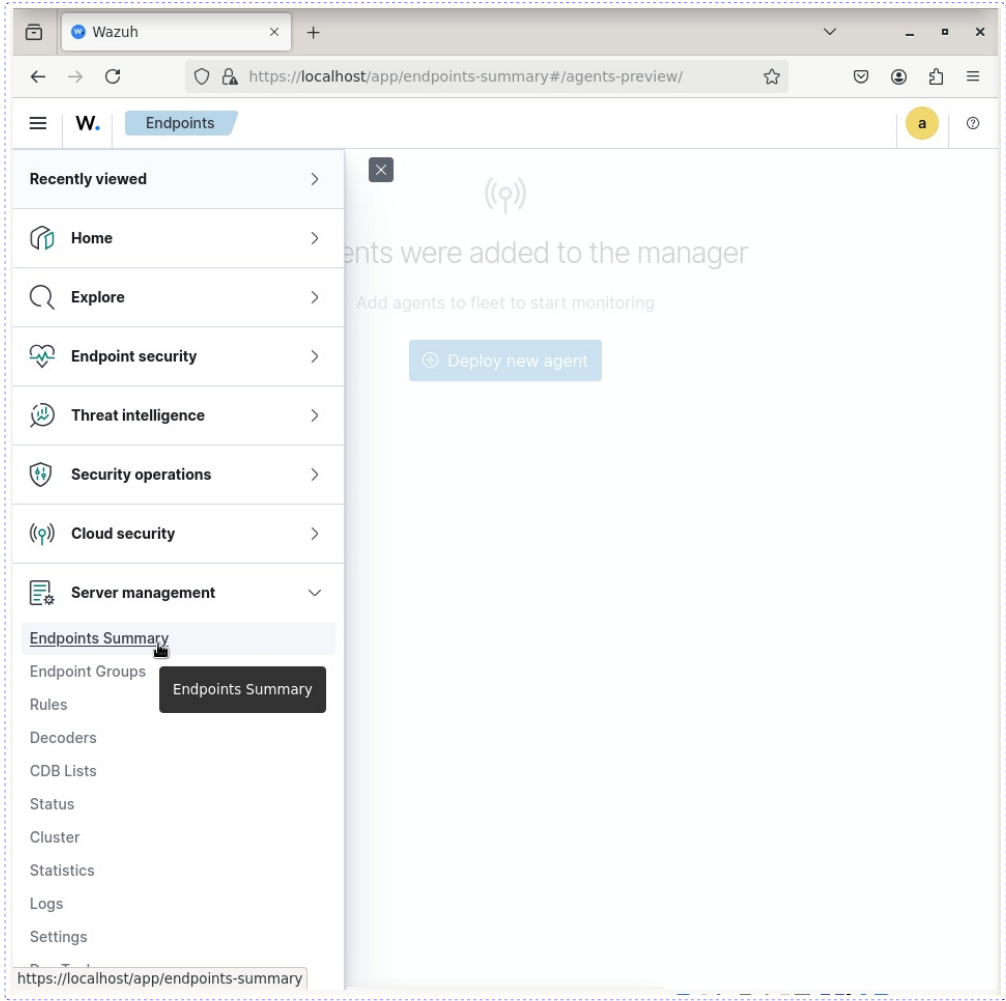 Wazuh
https://localhost/app/endpoints-summary#/agents-preview/
W. Endpoints a
Recently viewed
Home
Explore
Endpoint security
Threat intelligence
Security operations
Cloud security
Server management
Endpoints Summary
Endpoint Groups
Endpoints Summary
Rules
Decoders
CDB Lists
Status
Cluster
Statistics
Logs
Settings
https://localhost/app/endpoints-summary
were added to the manager
Add agents to fleet to start monitoring
Deploy new agent